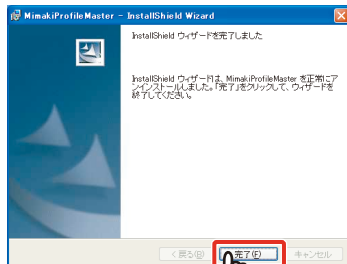 MimakiProfileMaster - InstallShield Wizard
InstallShield ウィザードを完了しました
InstallShield ウィザードは、MimakiProfileMaster を正常にア
ンインストールしました。「完了」をクリックして、ウィザードを
終了してください。
< 戻る(B)
完了(F)
キャンセル